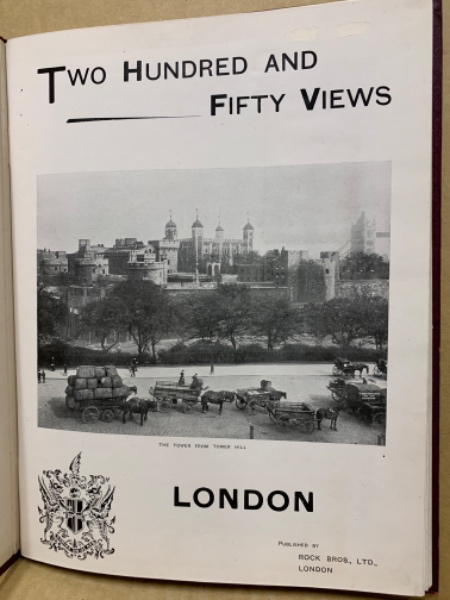 Two Hundred and
Fifty Views
THE TOWER FROM TOWER HILL
LONDON
Published by
ROCK BROS., LTD.,
LONDON